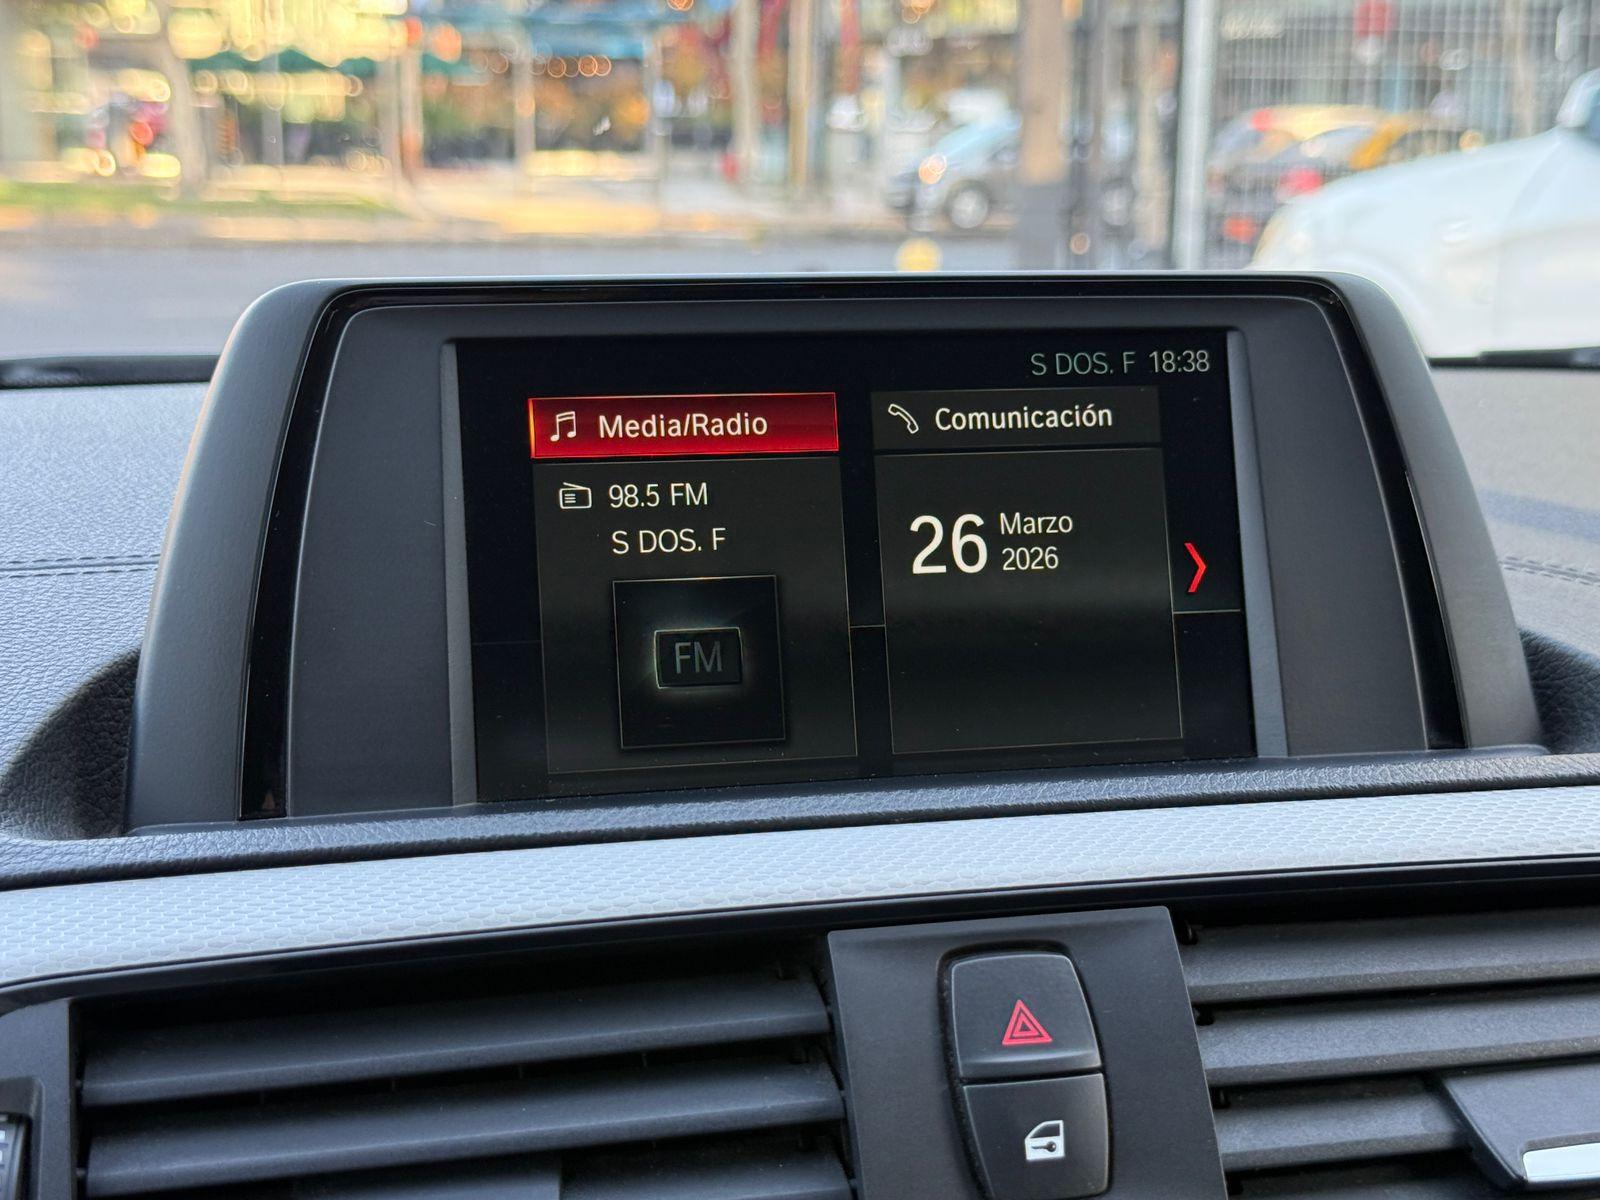 S DOS. F 18:38
Media/Radio
98.5 FM
S DOS. F
FM
Comunicación
26 Marzo
2026